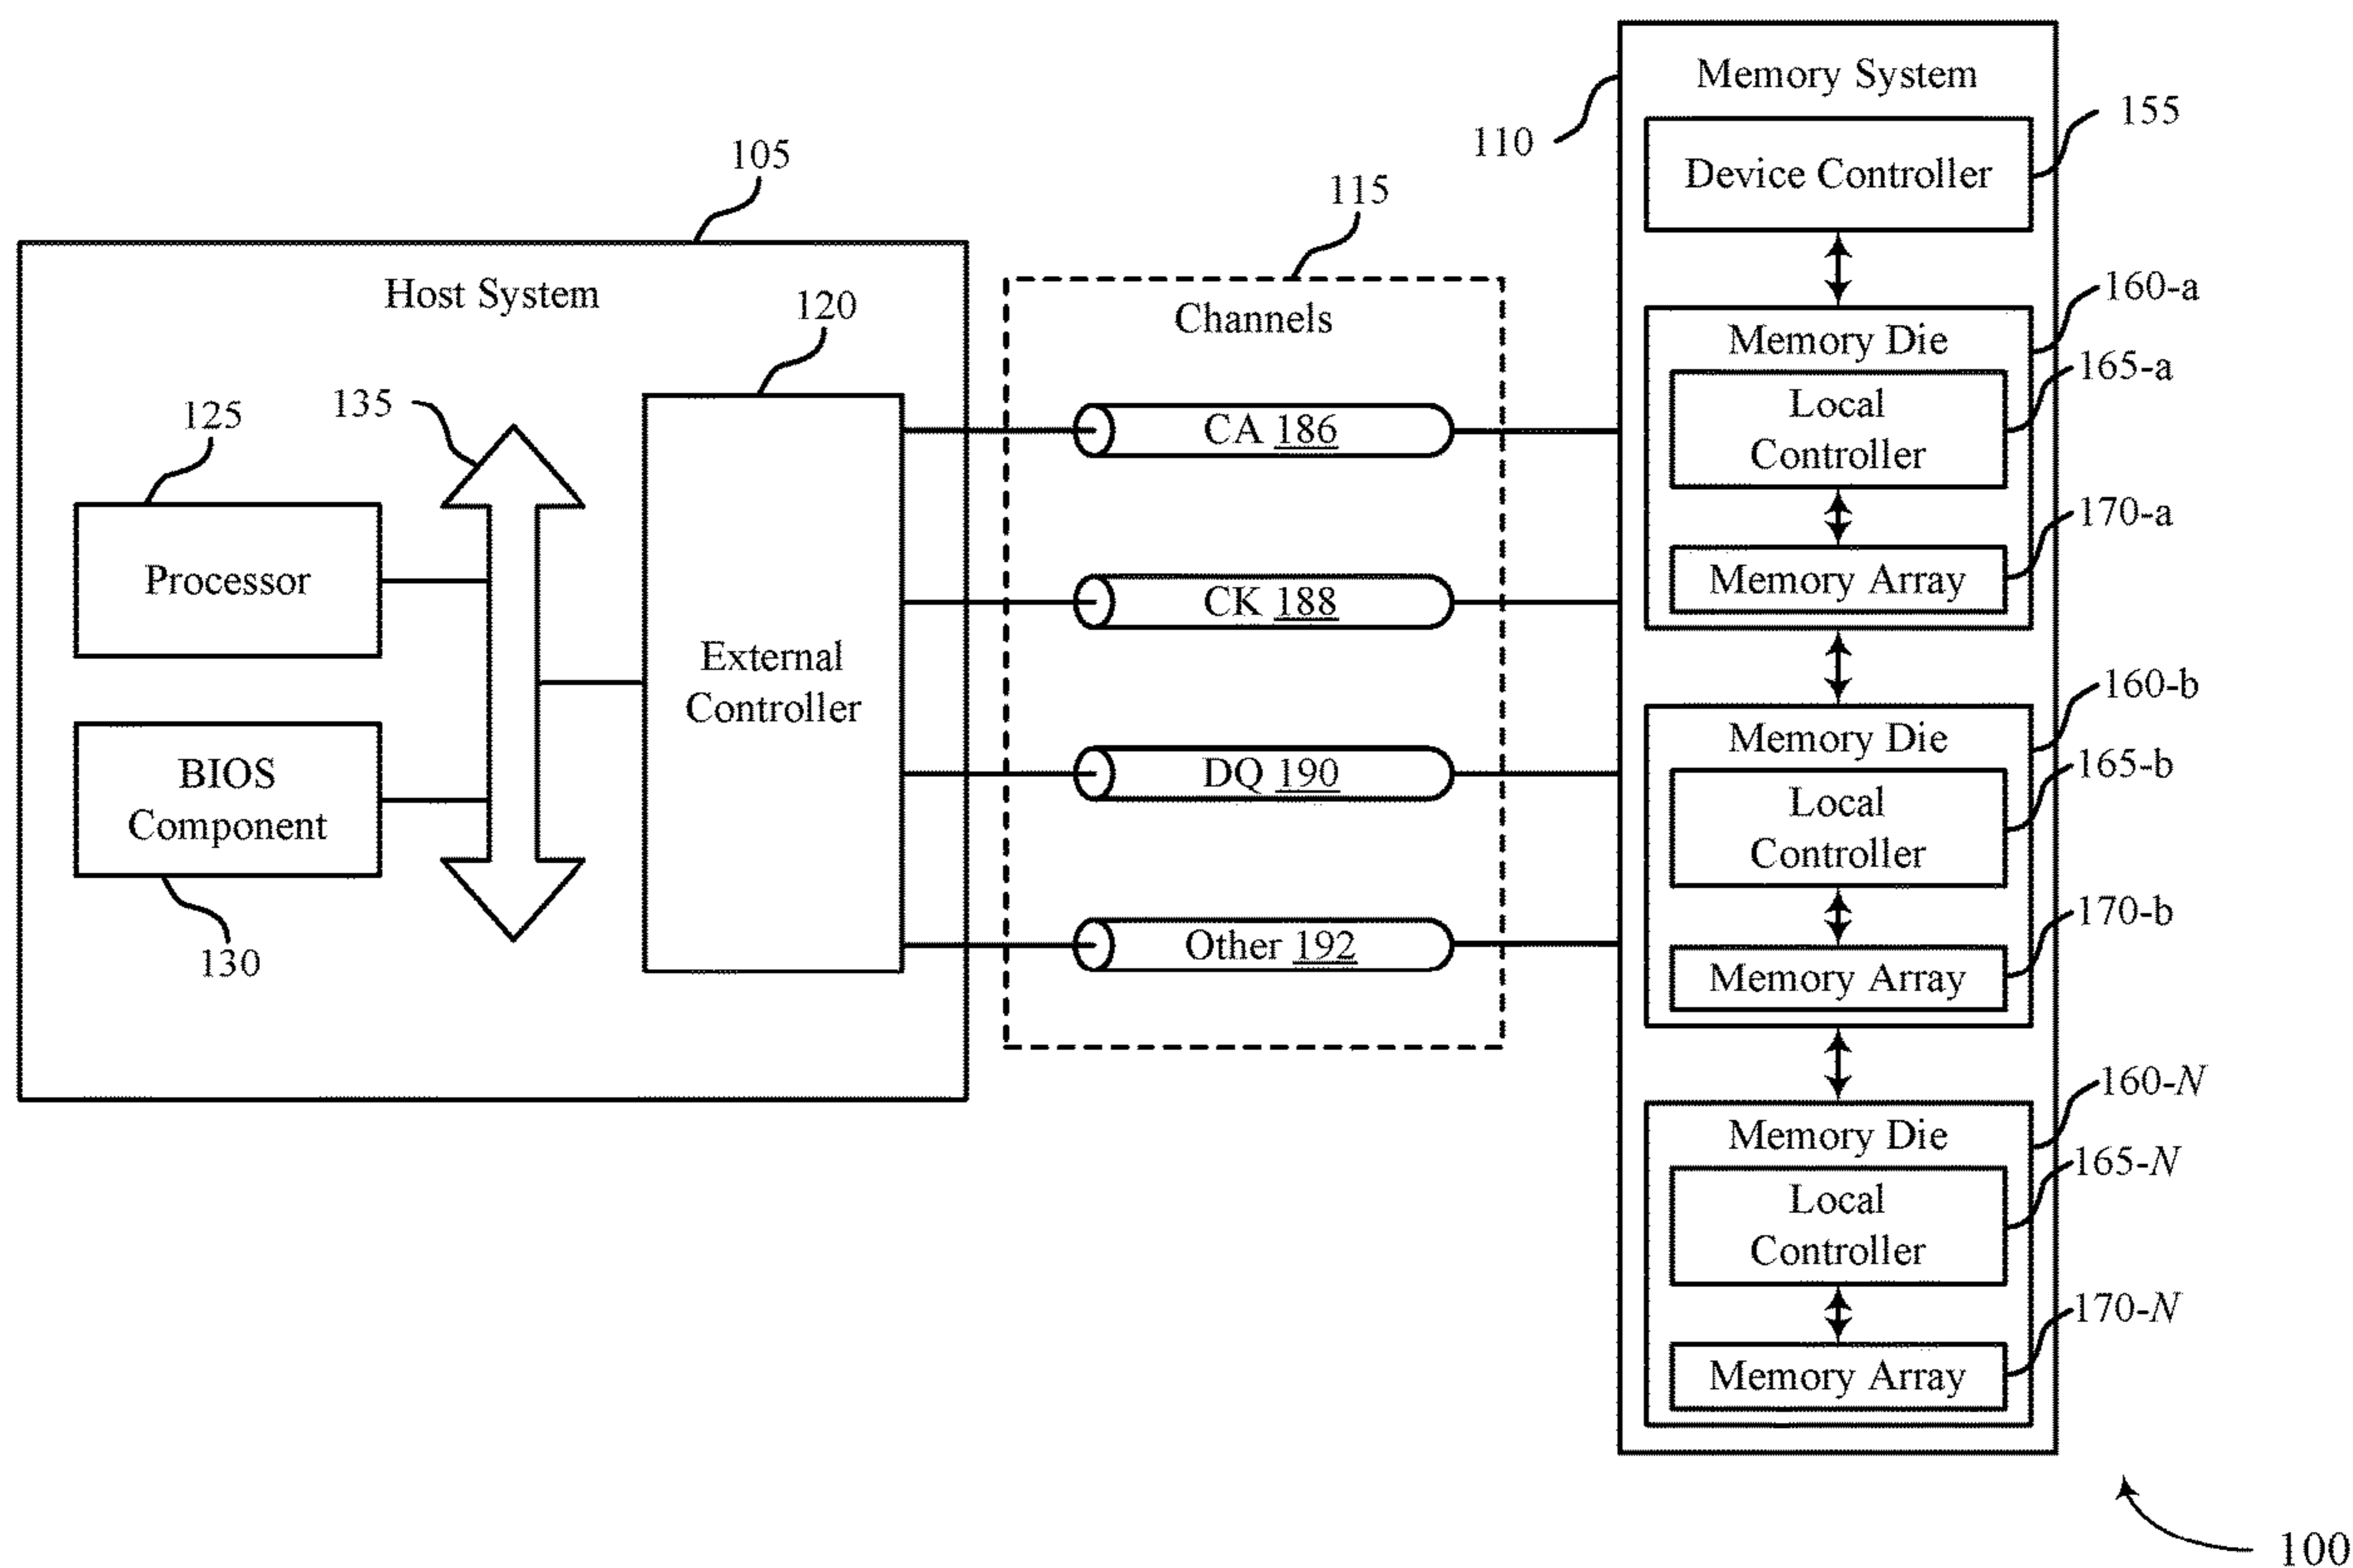 Memory System
155
110
Device Controller
105
115
160-a
Host System
120
Channels
Memory Die
165-a
135
Local
Controller
125
CA 186
170-a
Processor
CK 188
Memory Array
External
Controller
160-b
Memory Die
165-b
BIOS
Component
DQ 190
Local
Controller
170-b
130
Other 192
Memory Array
160-N
Memory Die
165-N
Local
Controller
170-N
Memory Array
100